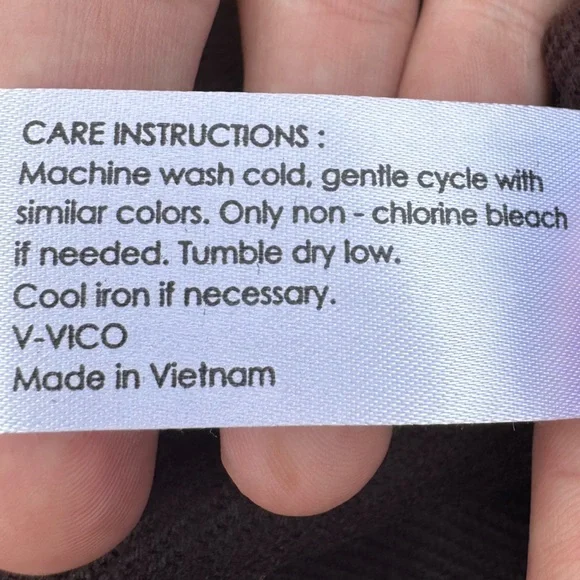 CARE INSTRUCTIONS :
Machine wash cold, gentle cycle with
similar colors. Only non - chlorine bleach
if needed. Tumble dry low.
Cool iron if necessary.
V-VICO
Made in Vietnam